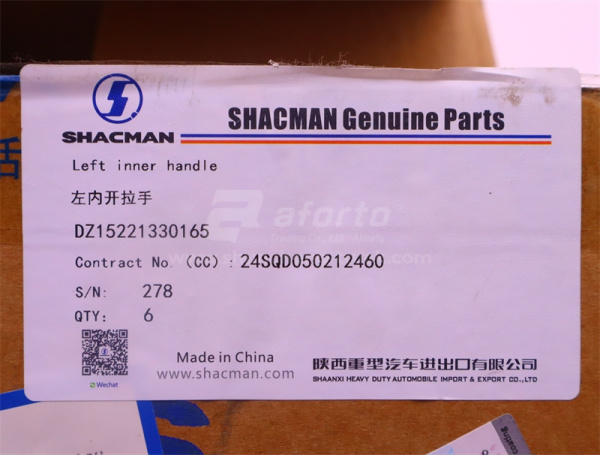 SHACMAN
SHACMAN Genuine Parts
Left inner handle
左内开拉手
DZ15221330165
Contract No. (CC) : 24SQD050212460
S/N: 278
QTY: 6
Wechat
Made in China
www.shacman.com
陕西重型汽车进出口有限公司
SHAANXI HEAVY DUTY AUTOMOBILE IMPORT & EXPORT CO.,LTD
aforto
coating
活